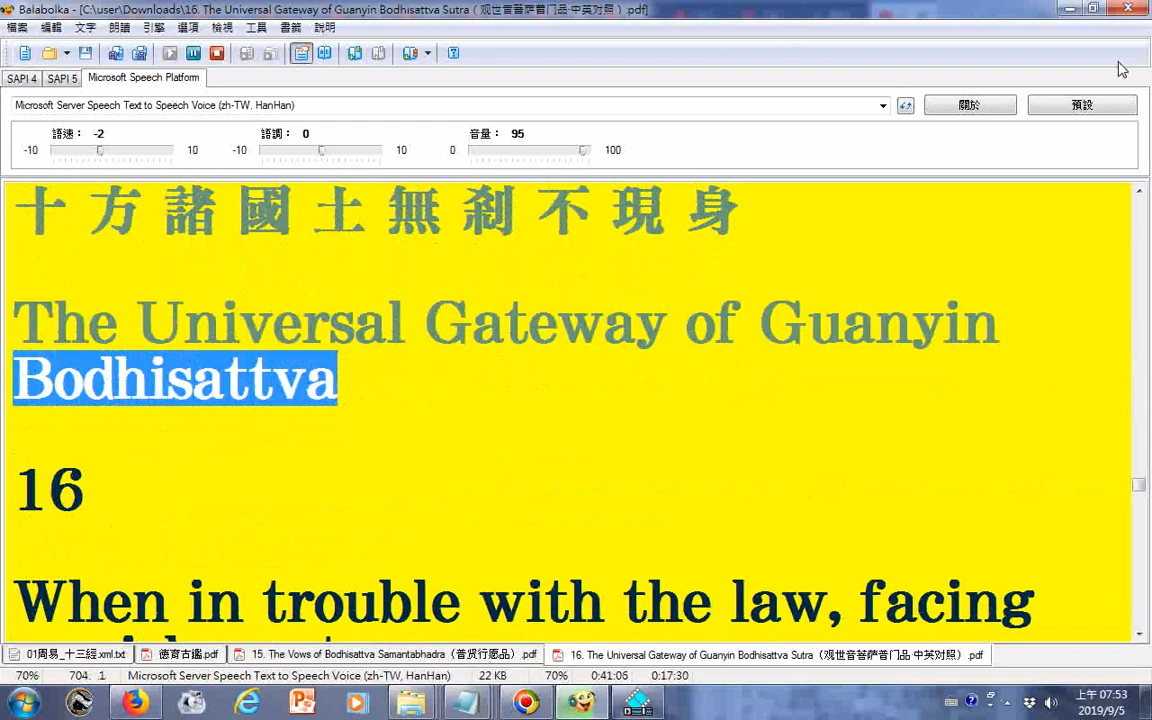 Balabolka - [C:\user\Downloads\16. The Universal Gateway of Guanyin Bodhisattva Sutra（观世音菩萨普门品·中英对照）.pdf]
檔案 編輯 文字 朗讀 引擎 選項 檢視 工具 書籤 說明
SAPI 4 SAPI 5 Microsoft Speech Platform
Microsoft Server Speech Text to Speech Voice (zh-TW, HanHan) 關於 預設
語速： -2 語調： 0 音量： 95
-10 10 -10 10 0 100
十 方 諸 國 土 無 剎 不 現 身
The Universal Gateway of Guanyin
Bodhisattva
16
When in trouble with the law, facing
01周易_十三經.xml.txt 德育古鑑.pdf 15. The Vows of Bodhisattva Samantabhadra（普贤行愿品）.pdf 16. The Universal Gateway of Guanyin Bodhisattva Sutra（观世音菩萨普门品·中英对照）.pdf
70% 704: 1 Microsoft Server Speech Text to Speech Voice (zh-TW, HanHan) 22 KB 70% 0:41:06 0:17:30
上午 07:53
2019/9/5